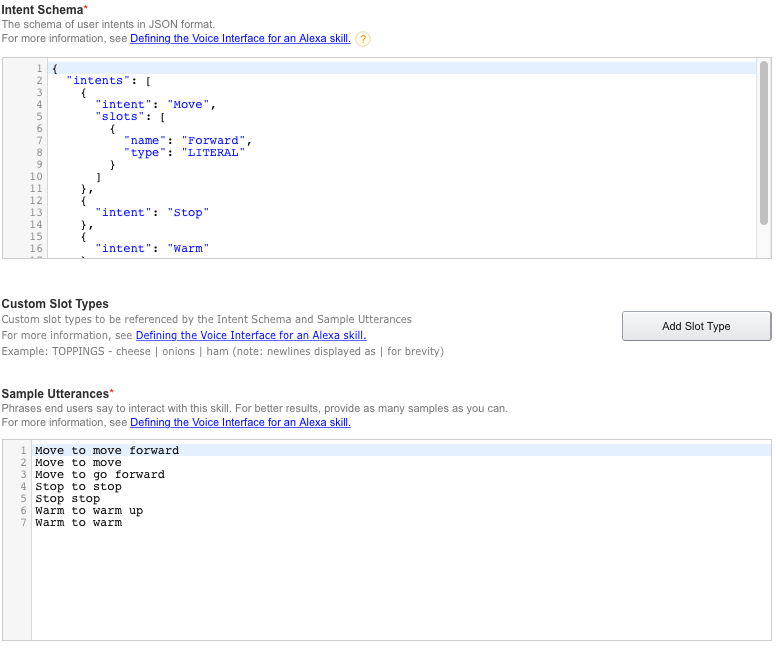 Intent Schema*
The schema of user intents in JSON format.
For more information, see Defining the Voice Interface for an Alexa skill. ?
1 {
2   "intents": [
3     {
4       "intent": "Move",
5       "slots": [
6         {
7           "name": "Forward",
8           "type": "LITERAL"
9         }
10       ]
11     },
12     {
13       "intent": "Stop"
14     },
15     {
16       "intent": "Warm"
Custom Slot Types
Custom slot types to be referenced by the Intent Schema and Sample Utterances
For more information, see Defining the Voice Interface for an Alexa skill.
Add Slot Type
Example: TOPPINGS - cheese | onions | ham (note: newlines displayed as | for brevity)
Sample Utterances*
Phrases end users say to interact with this skill. For better results, provide as many samples as you can.
For more information, see Defining the Voice Interface for an Alexa skill.
1 Move to move forward
2 Move to move
3 Move to go forward
4 Stop to stop
5 Stop stop
6 Warm to warm up
7 Warm to warm